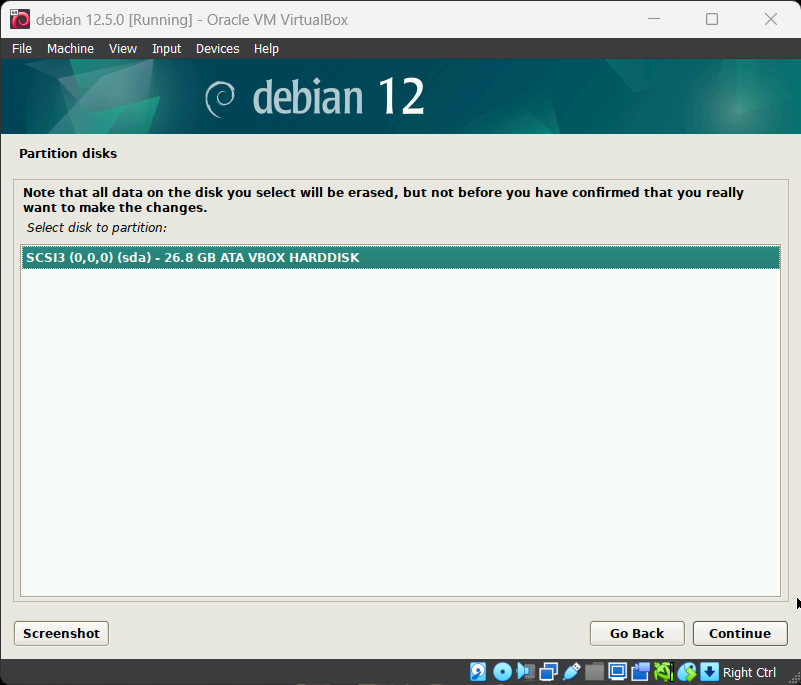 debian 12.5.0 [Running] - Oracle VM VirtualBox
File Machine View Input Devices Help
debian 12
Partition disks
Note that all data on the disk you select will be erased, but not before you have confirmed that you really
want to make the changes.
Select disk to partition:
SCSI3 (0,0,0) (sda) - 26.8 GB ATA VBOX HARDDISK
Screenshot
Go Back
Continue
Right Ctrl